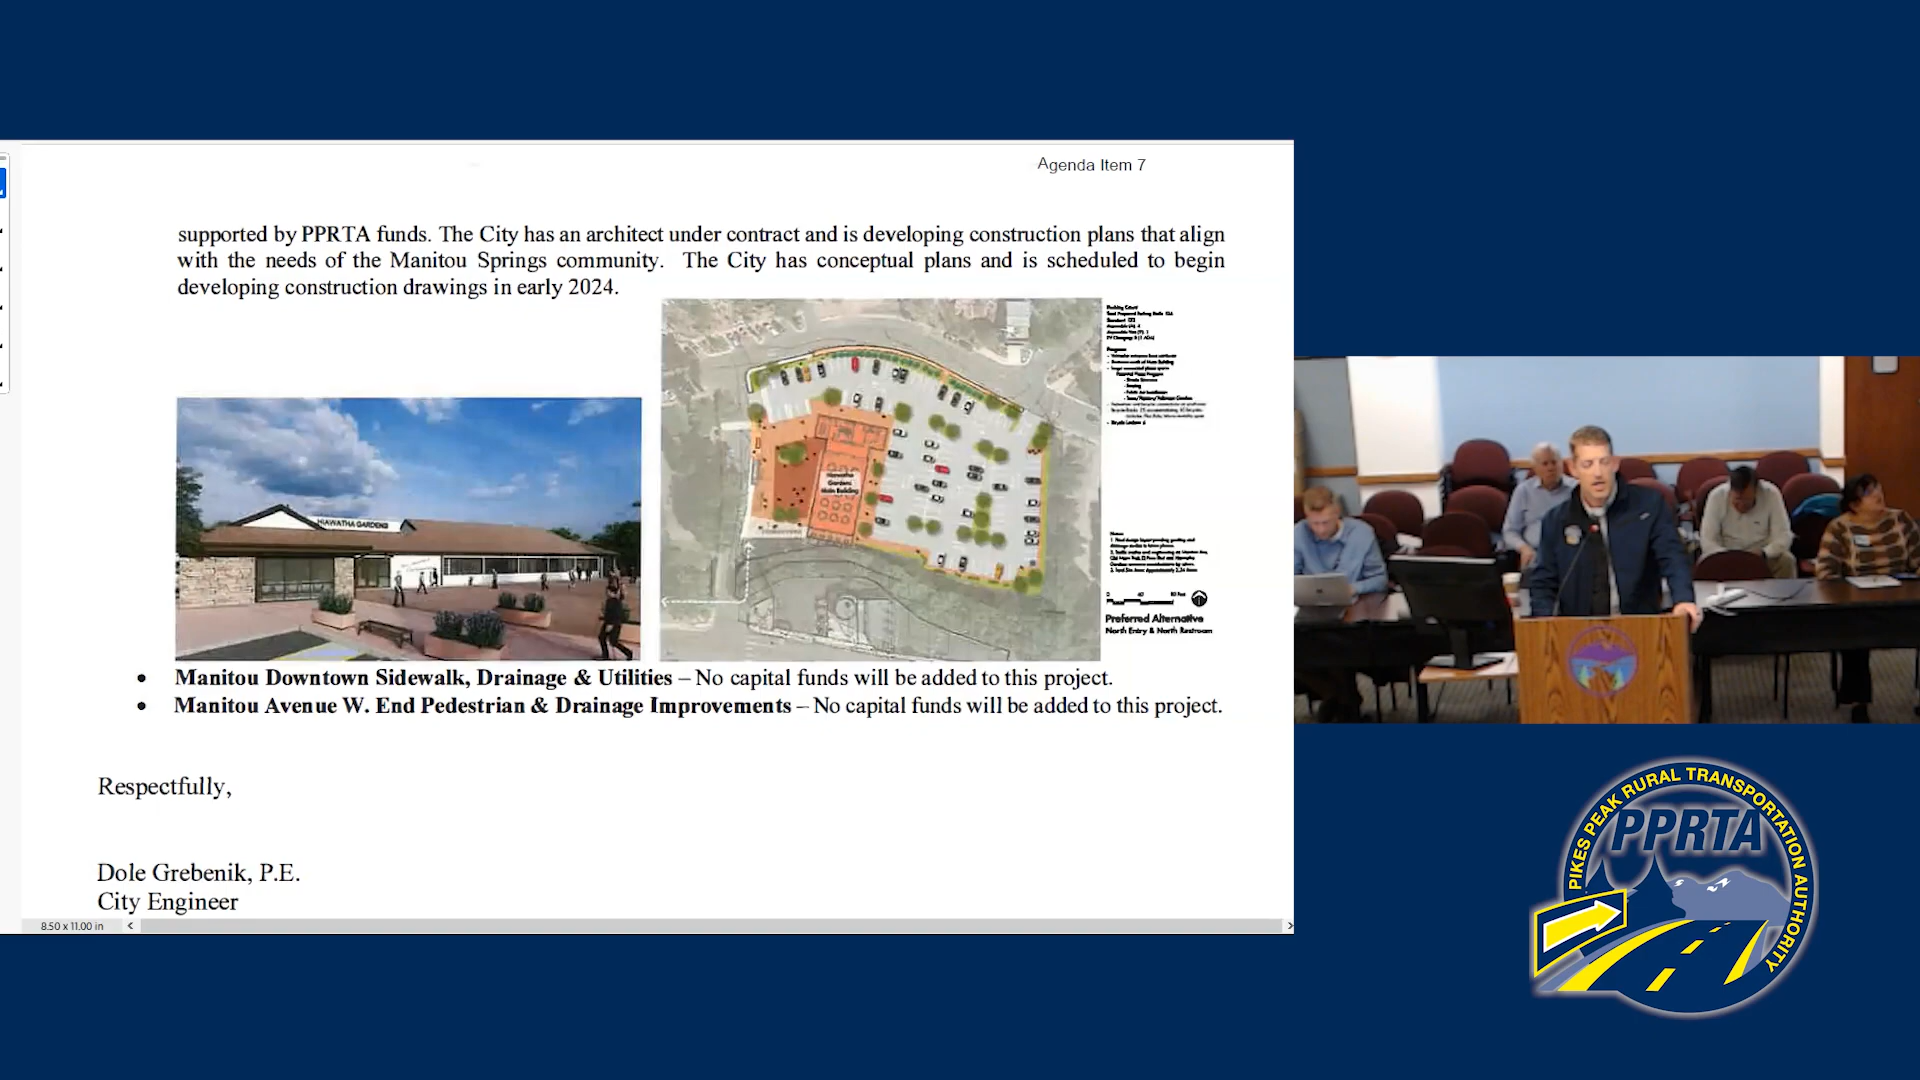 Agenda Item 7
supported by PPRTA funds. The City has an architect under contract and is developing construction plans that align
with the needs of the Manitou Springs community. The City has conceptual plans and is scheduled to begin
developing construction drawings in early 2024.
HIAWATHA GARDENS
Hiawatha
Gardens
Main Building
Preferred Alternative
North Entry & North Restroom
• Manitou Downtown Sidewalk, Drainage & Utilities – No capital funds will be added to this project.
• Manitou Avenue W. End Pedestrian & Drainage Improvements – No capital funds will be added to this project.
Respectfully,
Dole Grebenik, P.E.
City Engineer
8.50 x 11.00 in
PIKES PEAK RURAL TRANSPORTATION AUTHORITY
PPRTA